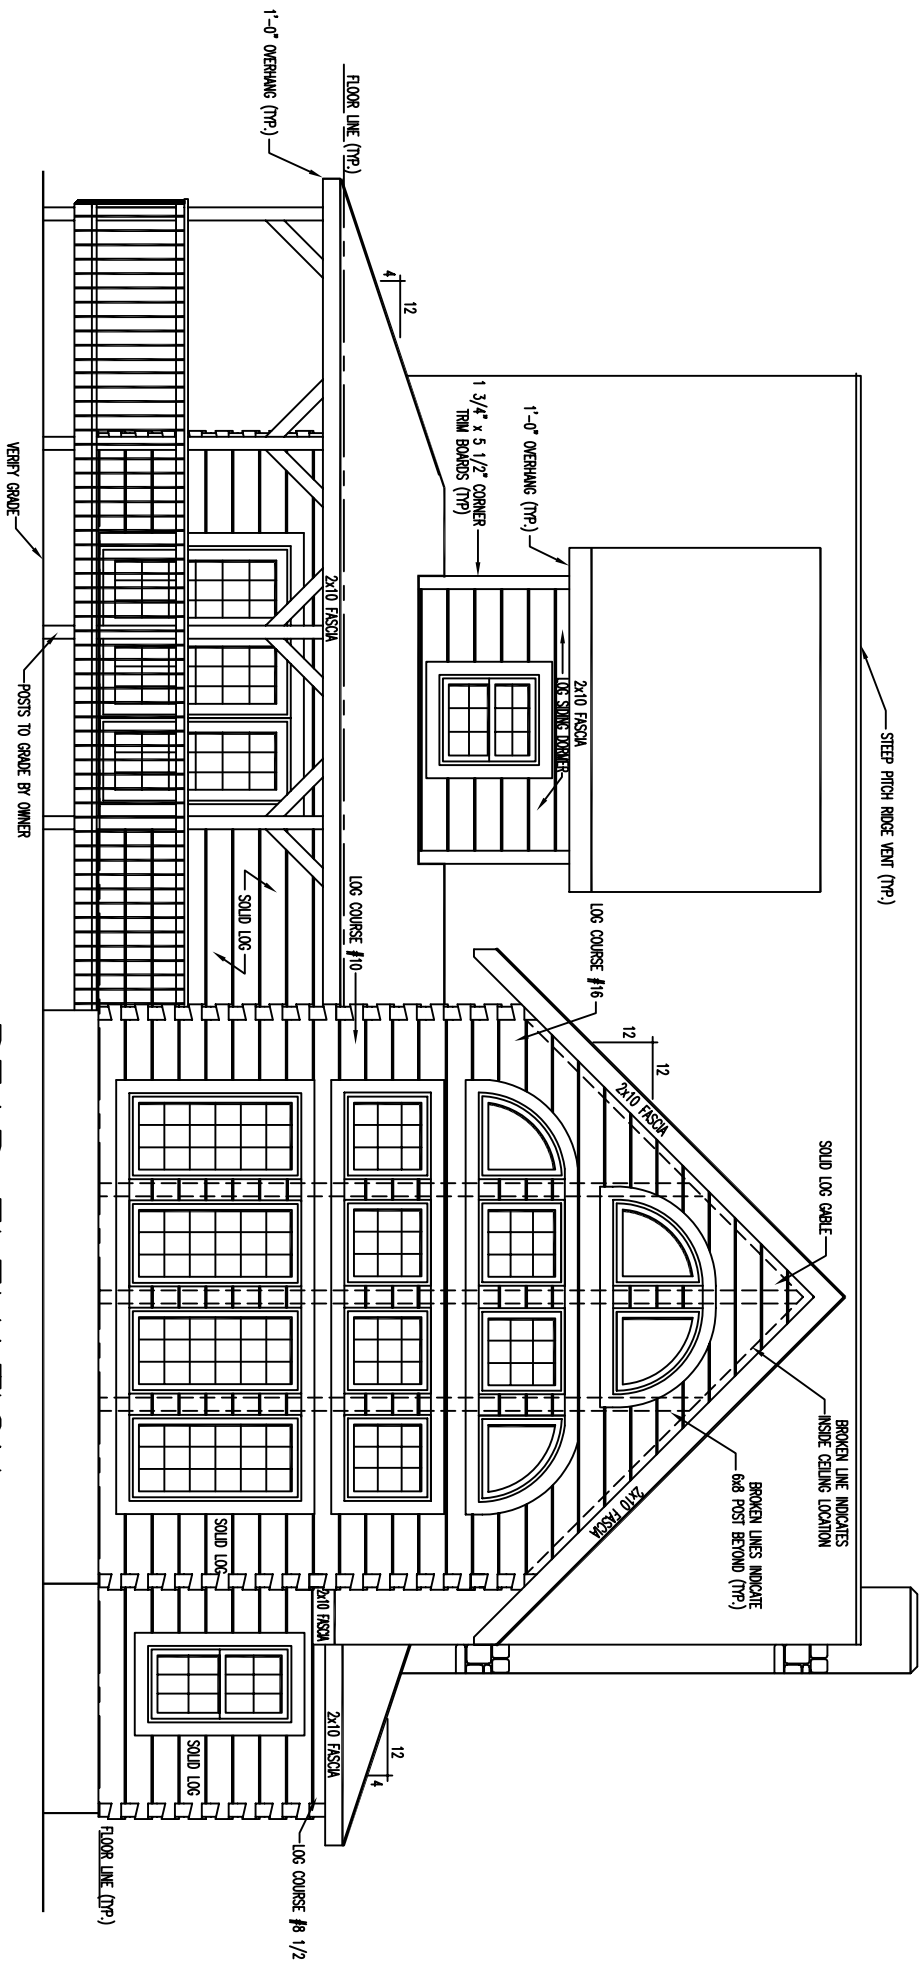 STEEP PITCH RIDGE VENT (TYP.)
BROKEN LINE INDICATES
INSIDE CEILING LOCATION
SOLID LOG GABLE
BROKEN LINES INDICATE
6x8 POST BEYOND (TYP.)
12
12
2x10 FASCIA
2x10 FASCIA
LOG COURSE #16
1'-0" OVERHANG (TYP.)
2x10 FASCIA
LOG SIDING DORMER
1 3/4" x 5 1/2" CORNER
TRIM BOARDS (TYP)
12
4
12
4
FLOOR LINE (TYP.)
LOG COURSE #10
2x10 FASCIA
2x10 FASCIA
2x10 FASCIA
1'-0" OVERHANG (TYP.)
LOG COURSE #8 1/2
SOLID LOG
SOLID LOG
SOLID LOG
FLOOR LINE (TYP.)
VERIFY GRADE
POSTS TO GRADE BY OWNER